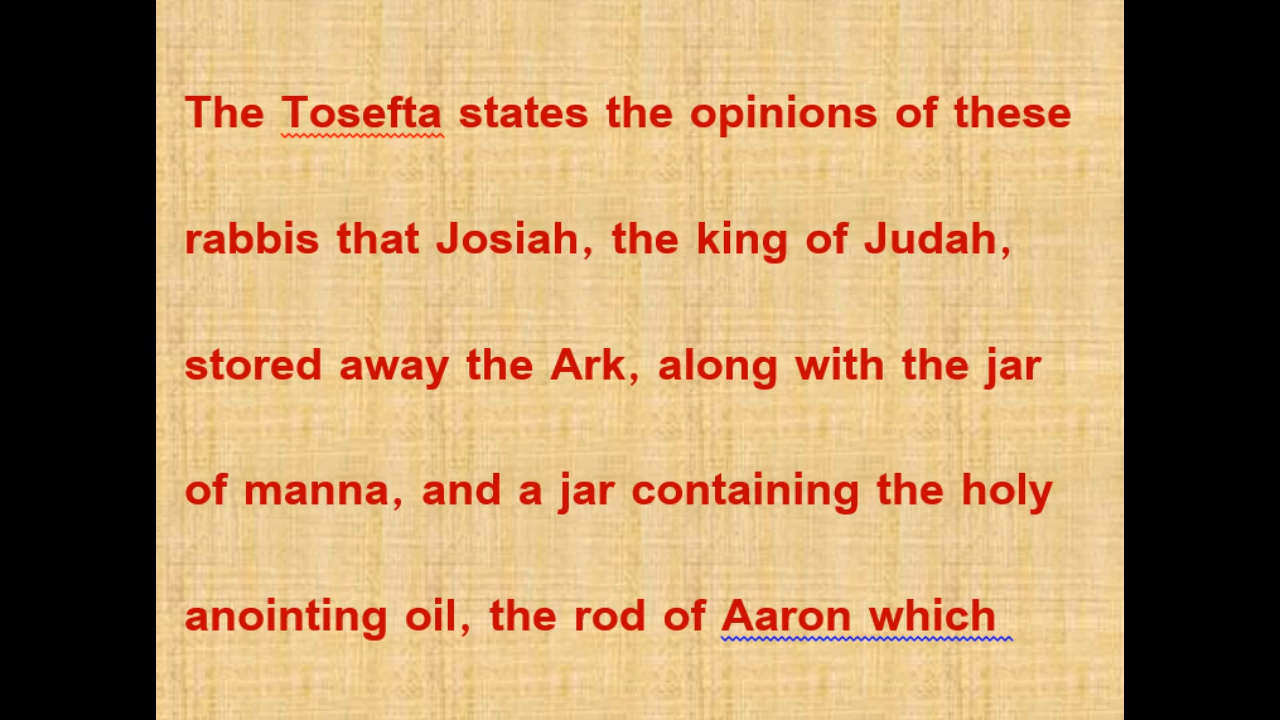 The Tosefta states the opinions of these
rabbis that Josiah, the king of Judah,
stored away the Ark, along with the jar
of manna, and a jar containing the holy
anointing oil, the rod of Aaron which